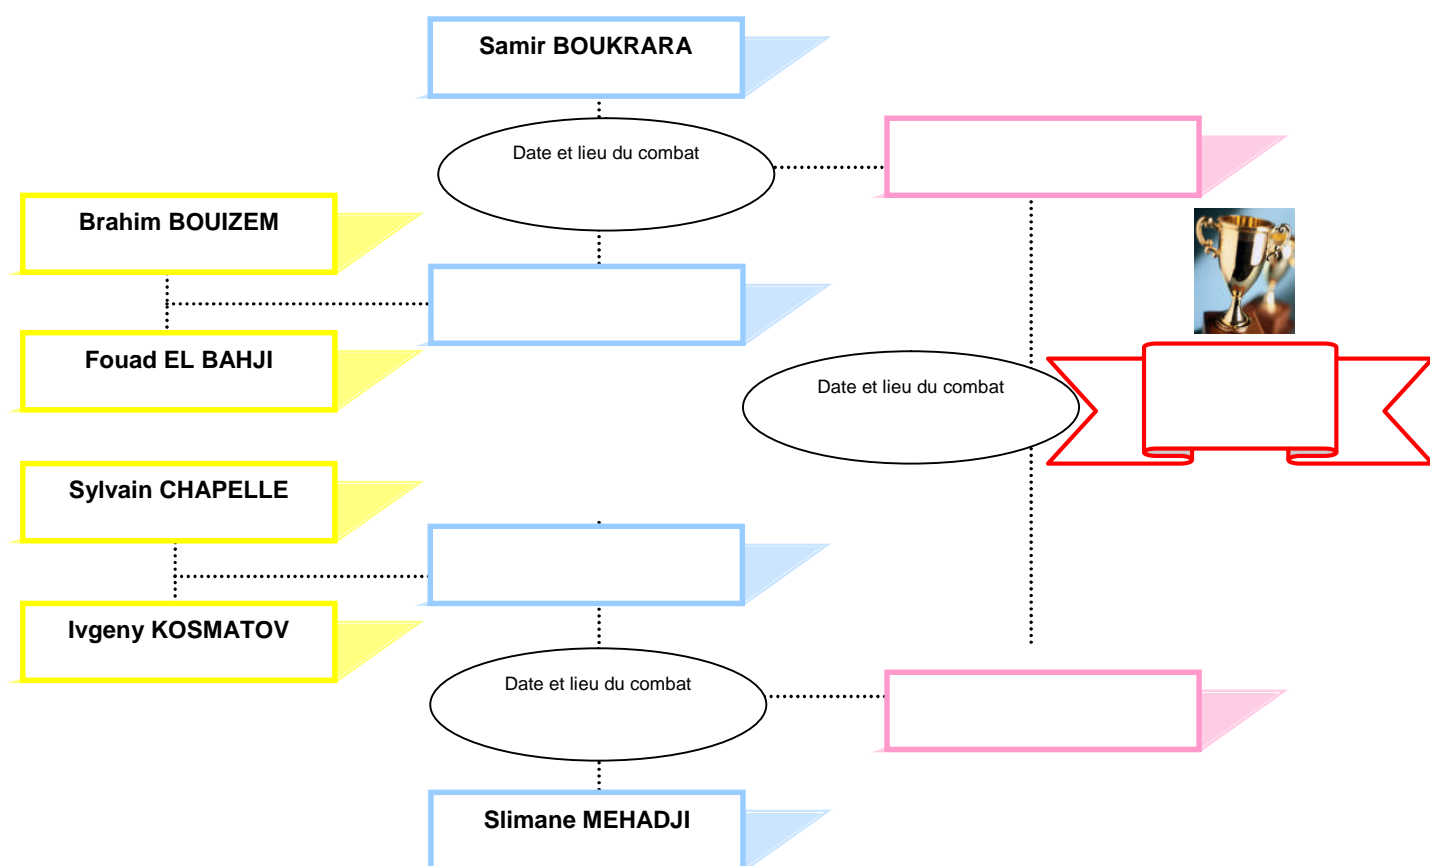 Samir BOUKRARA
Date et lieu du combat
Brahim BOUIZEM
Fouad EL BAHJI
Date et lieu du combat
Sylvain CHAPELLE
Ivgeny KOSMATOV
Date et lieu du combat
Slimane MEHADJI